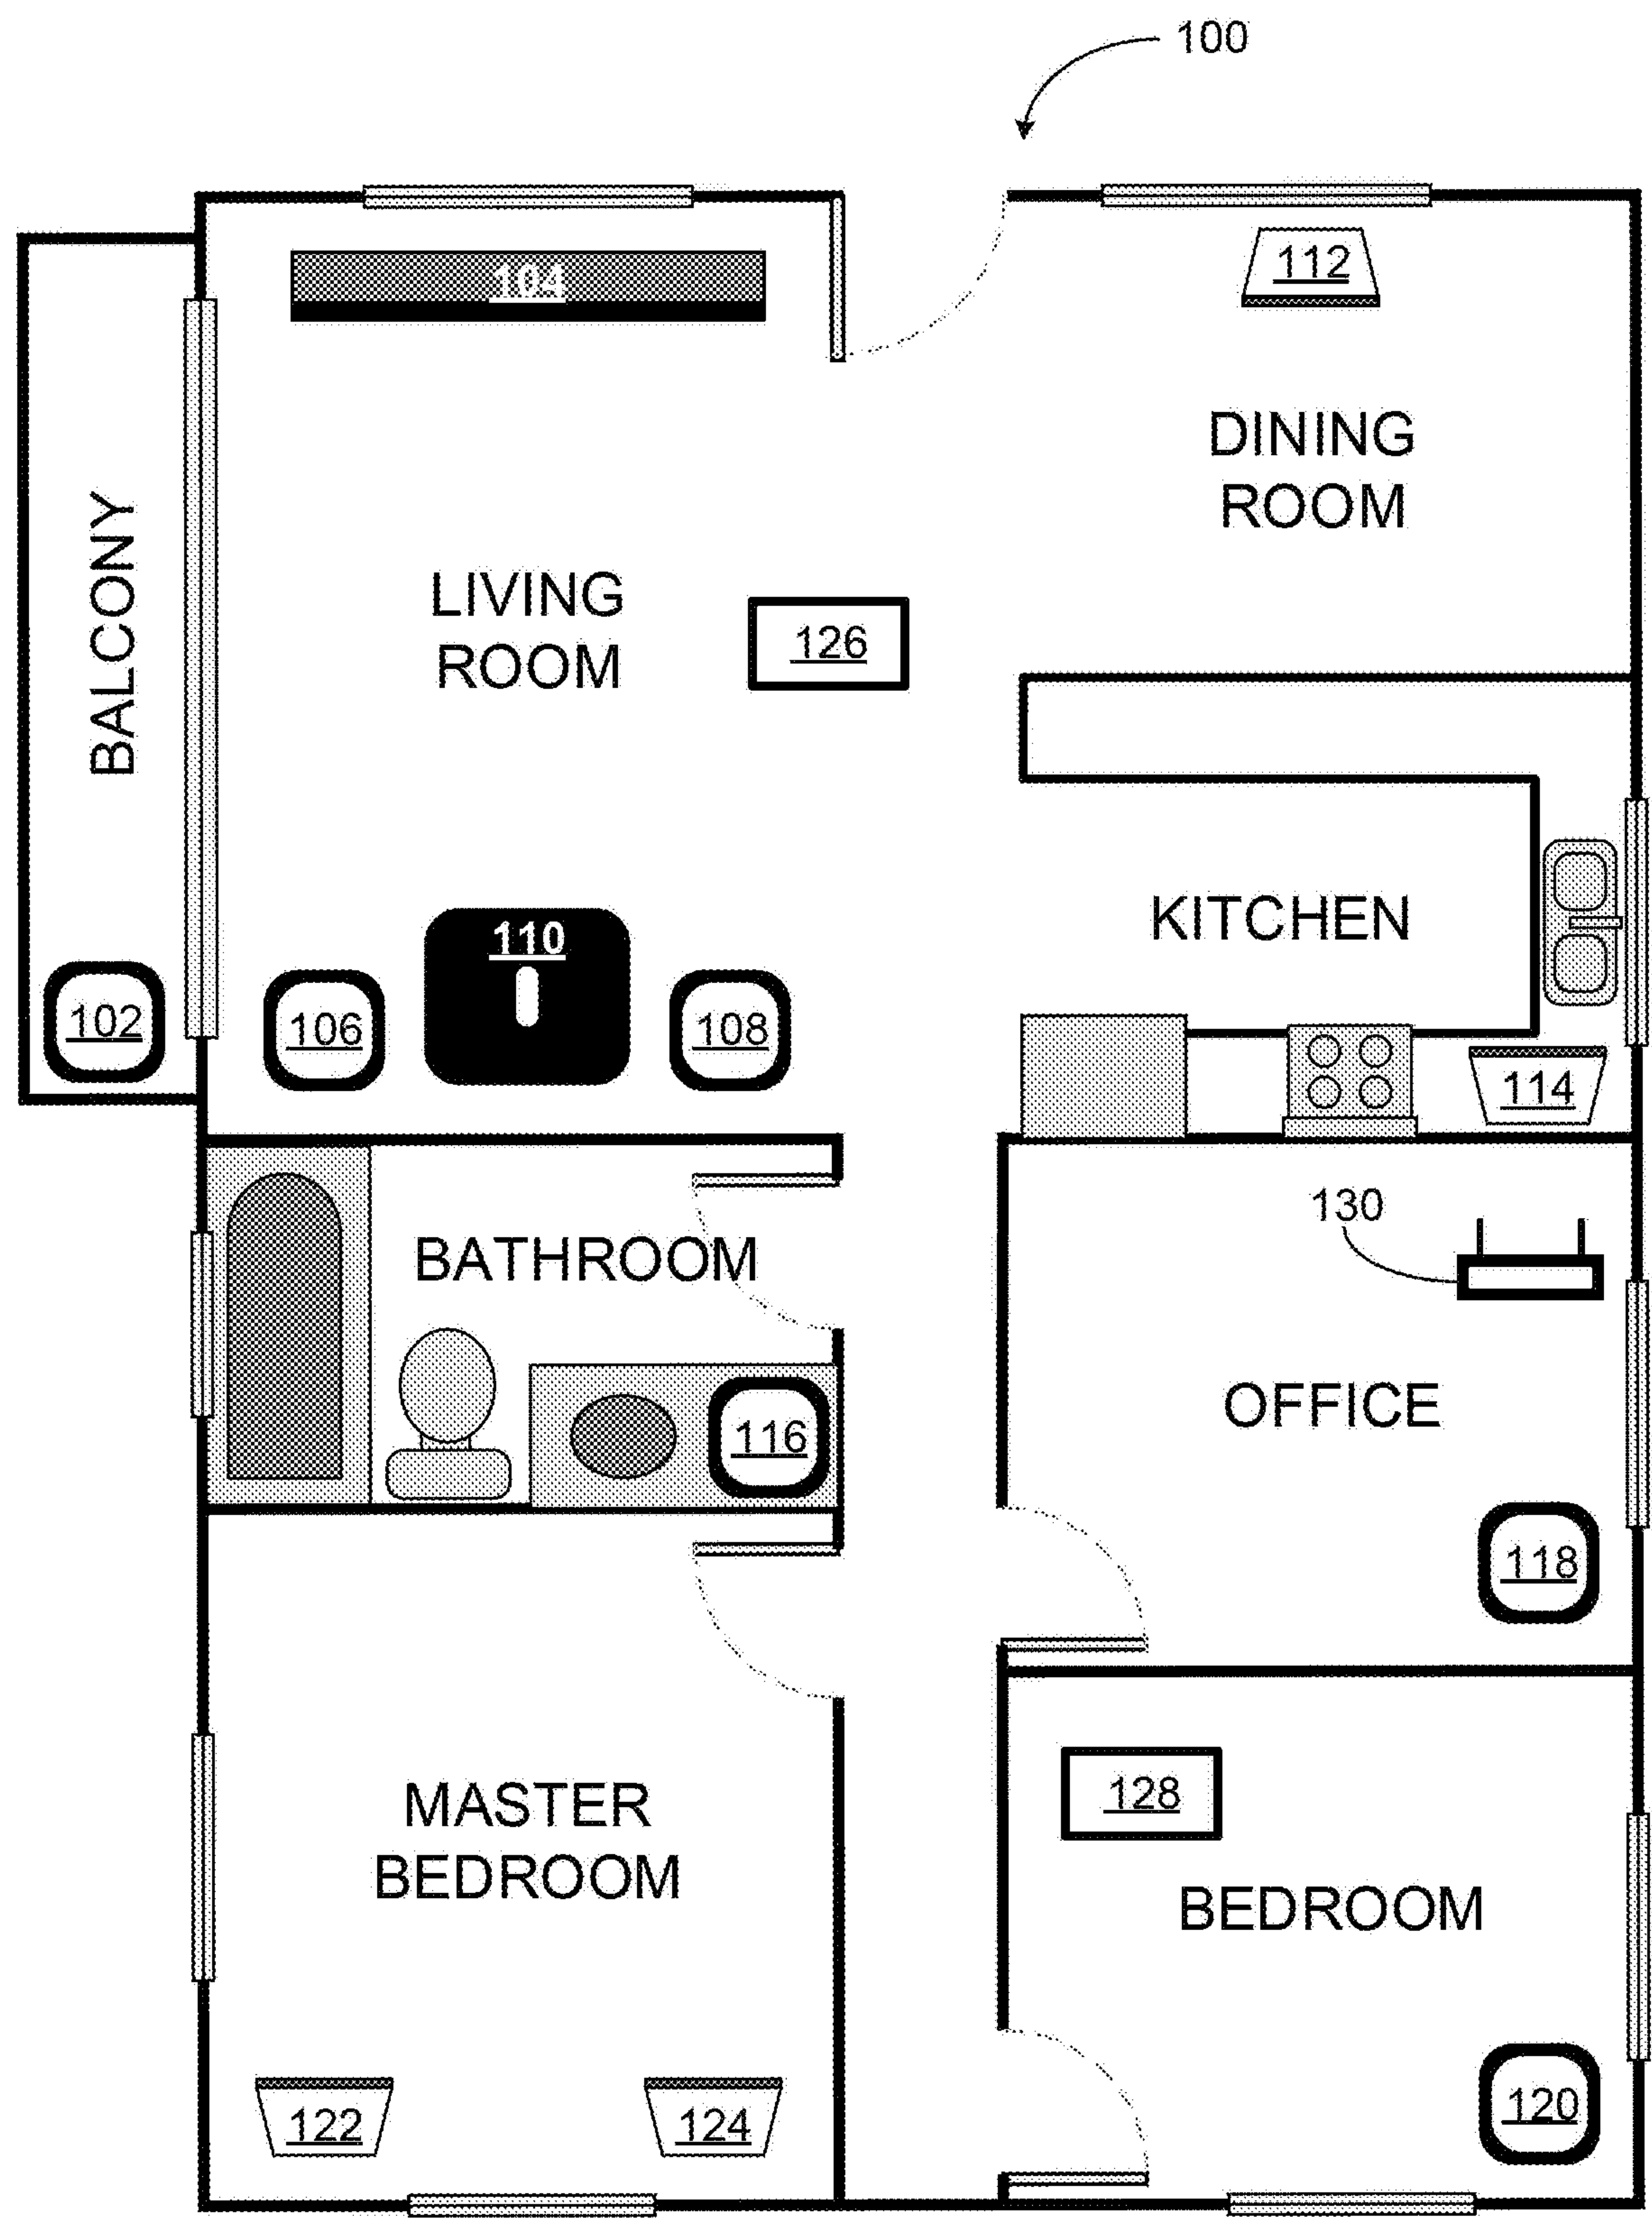 100
104
112
DINING
ROOM
BALCONY
LIVING
ROOM
126
KITCHEN
110
102
106
108
114
130
BATHROOM
OFFICE
116
118
128
MASTER
BEDROOM
BEDROOM
122
124
120